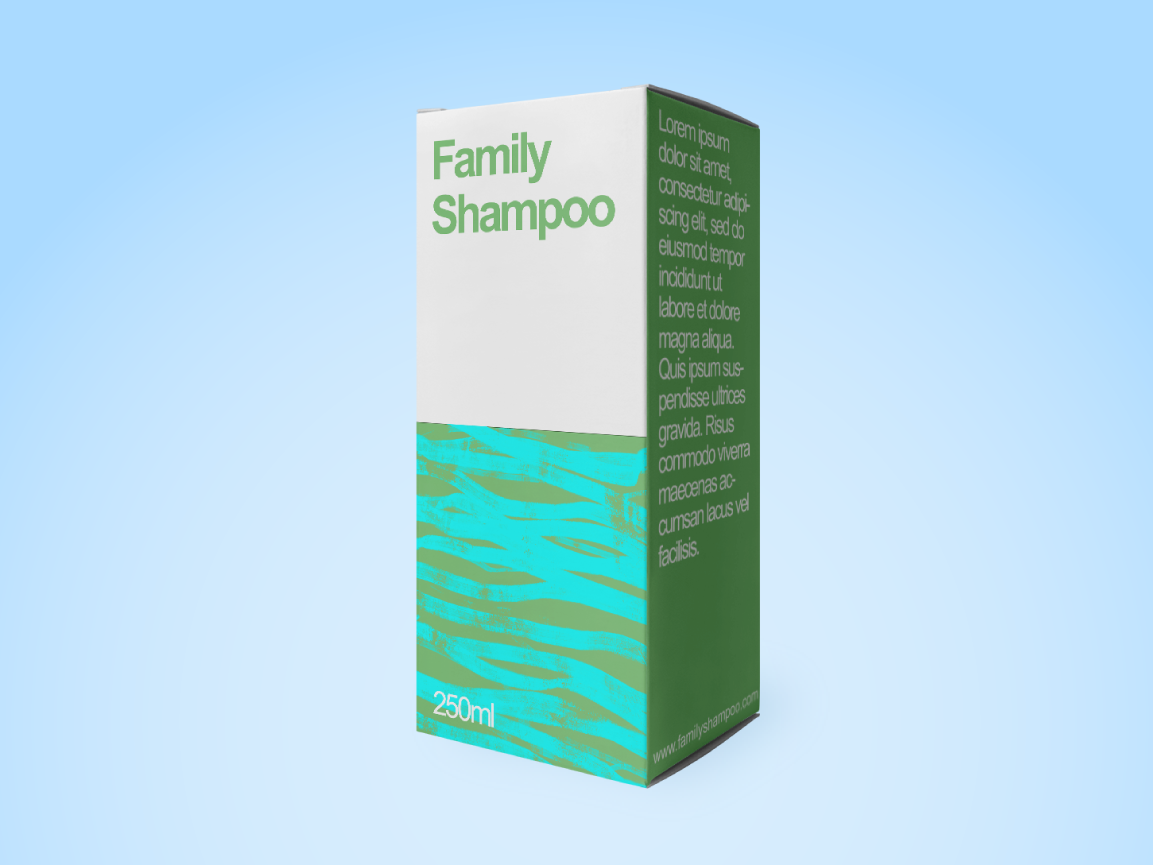 Family
Shampoo
250ml
Lorem ipsum
dolor sit amet,
consectetur adipi-
scing elit, sed do
eiusmod tempor
incididunt ut
labore et dolore
magna aliqua.
Quis ipsum sus-
pendisse ultrices
gravida. Risus
commodo viverra
maecenas ac-
cumsan lacus vel
facilisis.
www.familyshampoo.com